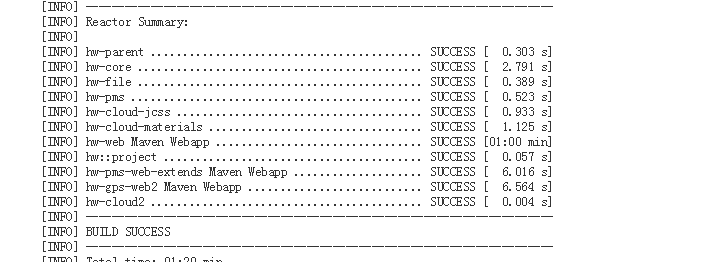 [INFO] ------------------------------------------------------------------------
[INFO] Reactor Summary:
[INFO]
[INFO] hw-parent .......................................... SUCCESS [  0.303 s]
[INFO] hw-core ............................................ SUCCESS [  2.791 s]
[INFO] hw-file ............................................ SUCCESS [  0.389 s]
[INFO] hw-pms ............................................. SUCCESS [  0.523 s]
[INFO] hw-cloud-jcss ...................................... SUCCESS [  0.933 s]
[INFO] hw-cloud-materials ................................. SUCCESS [  1.125 s]
[INFO] hw-web Maven Webapp ................................ SUCCESS [01:00 min]
[INFO] hw::project ........................................ SUCCESS [  0.057 s]
[INFO] hw-pms-web-extends Maven Webapp .................... SUCCESS [  6.016 s]
[INFO] hw-gps-web2 Maven Webapp ........................... SUCCESS [  6.564 s]
[INFO] hw-cloud2 .......................................... SUCCESS [  0.004 s]
[INFO] ------------------------------------------------------------------------
[INFO] BUILD SUCCESS
[INFO] ------------------------------------------------------------------------
[INFO] Total time: 01:20 min